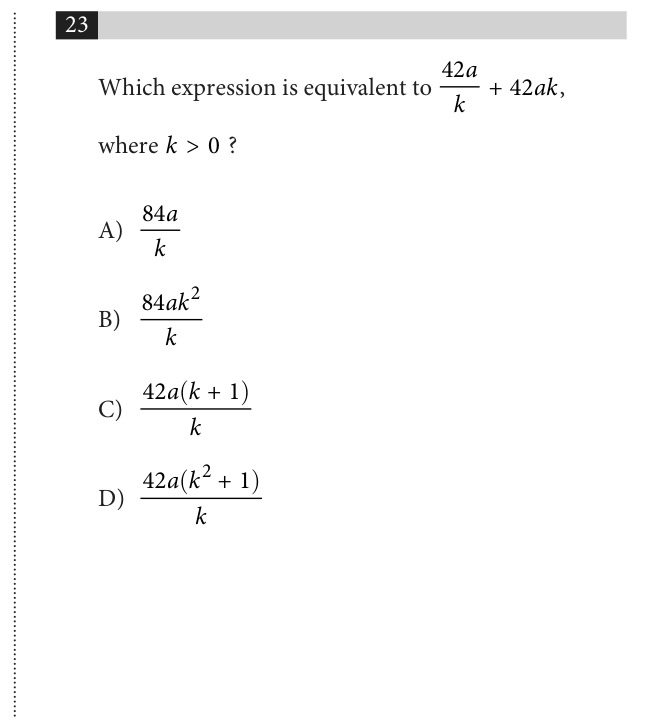 23
Which expression is equivalent to 42a/k + 42ak,
where k > 0 ?
A) 84a/k
B) 84ak²/k
C) 42a(k + 1)/k
D) 42a(k² + 1)/k